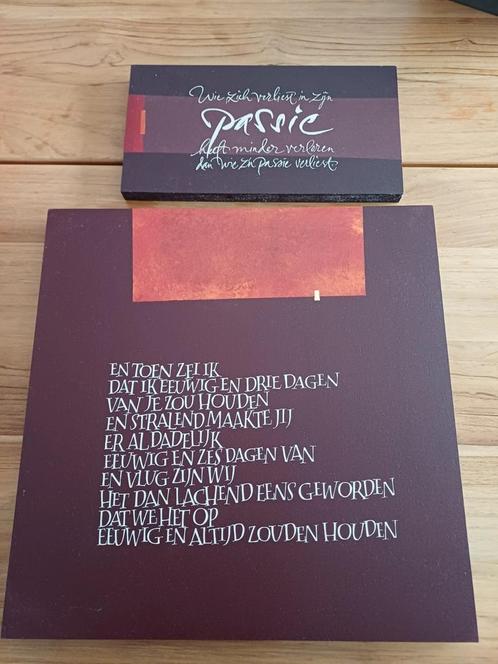 Wie zich verliest in zijn
passie
heeft minder verloren
dan wie z'n passie verliest
EN TOEN ZEI IK
DAT IK EEUWIG EN DRIE DAGEN
VAN JE ZOU HOUDEN
EN STRALEND MAAKTE JIJ
ER AL DADELIJK
EEUWIG EN ZES DAGEN VAN
EN VLUG ZIJN WIJ
HET DAN LACHEND EENS GEWORDEN
DAT WE HET OP
EEUWIG EN ALTIJD ZOUDEN HOUDEN